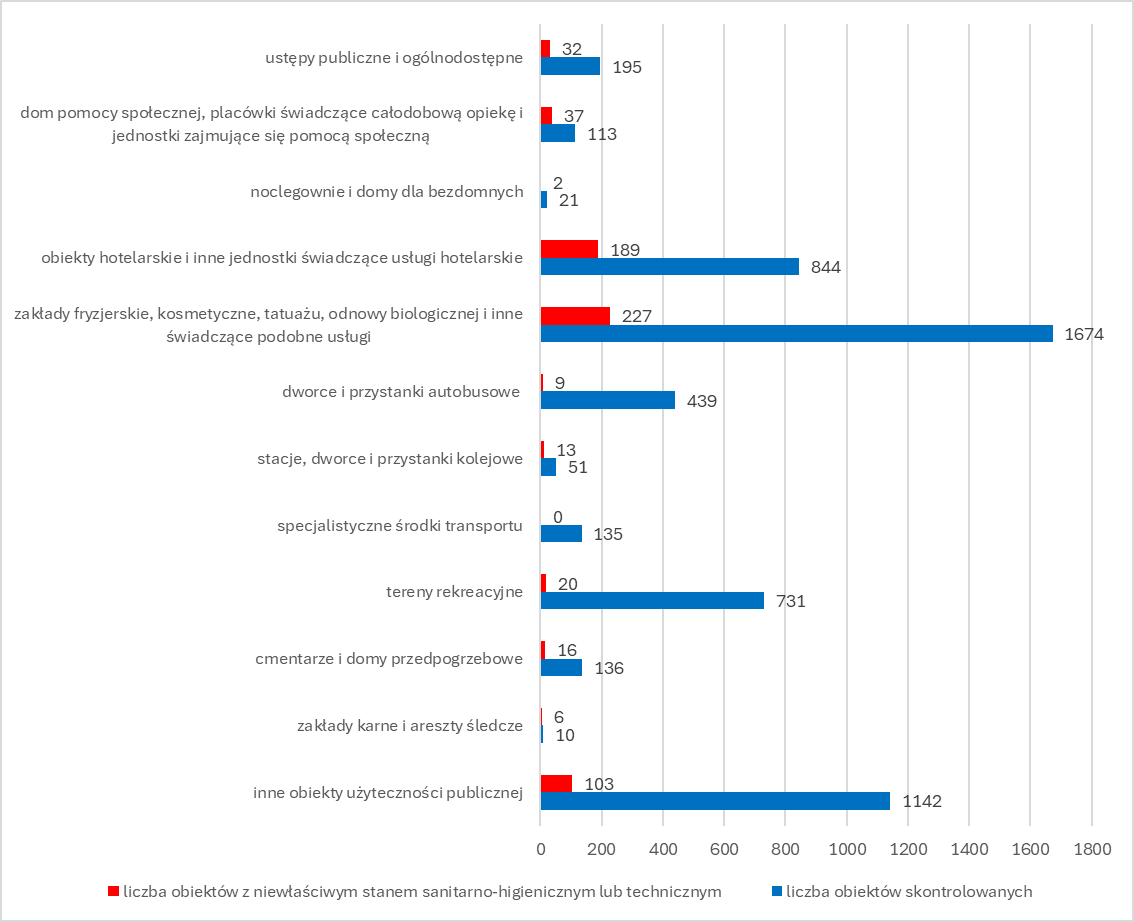 ustępy publiczne i ogólnodostępne
32
195
dom pomocy społecznej, placówki świadczące całodobową opiekę i
jednostki zajmujące się pomocą społeczną
37
113
noclegownie i domy dla bezdomnych
2
21
obiekty hotelarskie i inne jednostki świadczące usługi hotelarskie
189
844
zakłady fryzjerskie, kosmetyczne, tatuażu, odnowy biologicznej i inne
świadczące podobne usługi
227
1674
dworce i przystanki autobusowe
9
439
stacje, dworce i przystanki kolejowe
13
51
specjalistyczne środki transportu
0
135
tereny rekreacyjne
20
731
cmentarze i domy przedpogrzebowe
16
136
zakłady karne i areszty śledcze
6
10
inne obiekty użyteczności publicznej
103
1142
0 200 400 600 800 1000 1200 1400 1600 1800
liczba obiektów z niewłaściwym stanem sanitarno-higienicznym lub technicznym liczba obiektów skontrolowanych